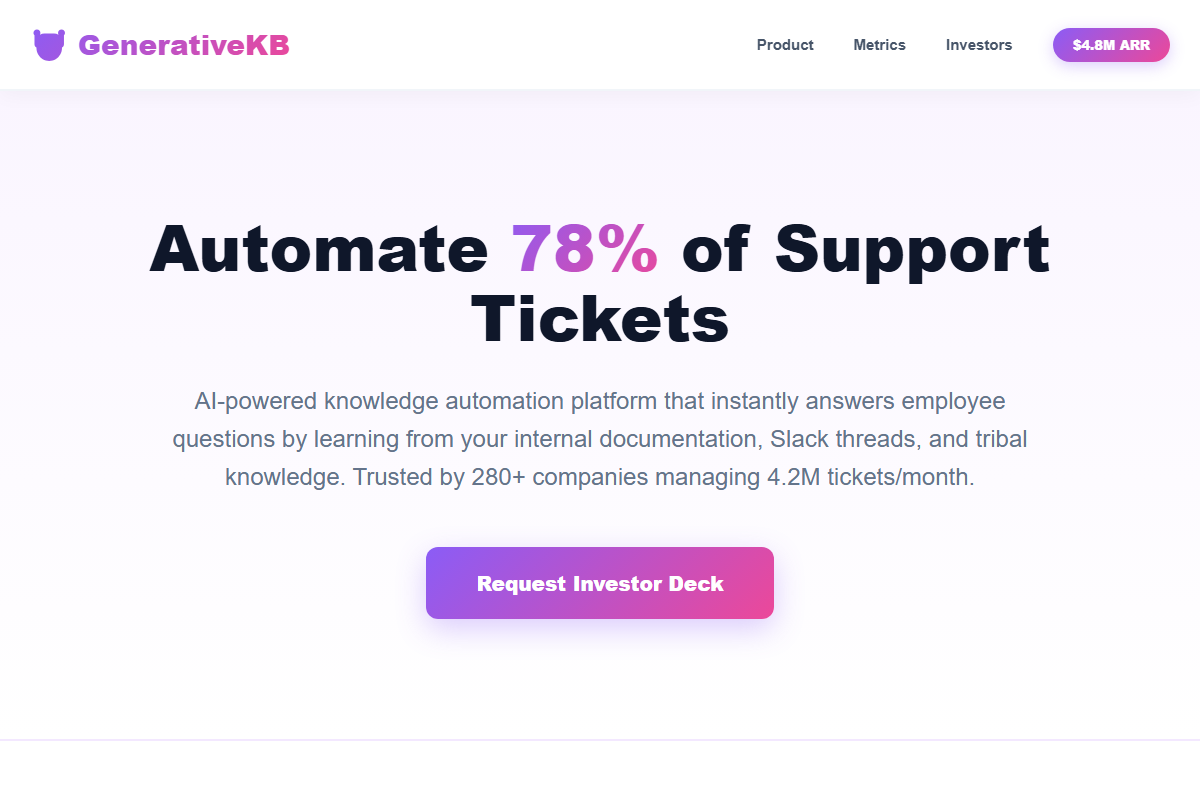 GenerativeKB
Product
Metrics
Investors
$4.8M ARR
Automate 78% of Support
Tickets
AI-powered knowledge automation platform that instantly answers employee
questions by learning from your internal documentation, Slack threads, and tribal
knowledge. Trusted by 280+ companies managing 4.2M tickets/month.
Request Investor Deck